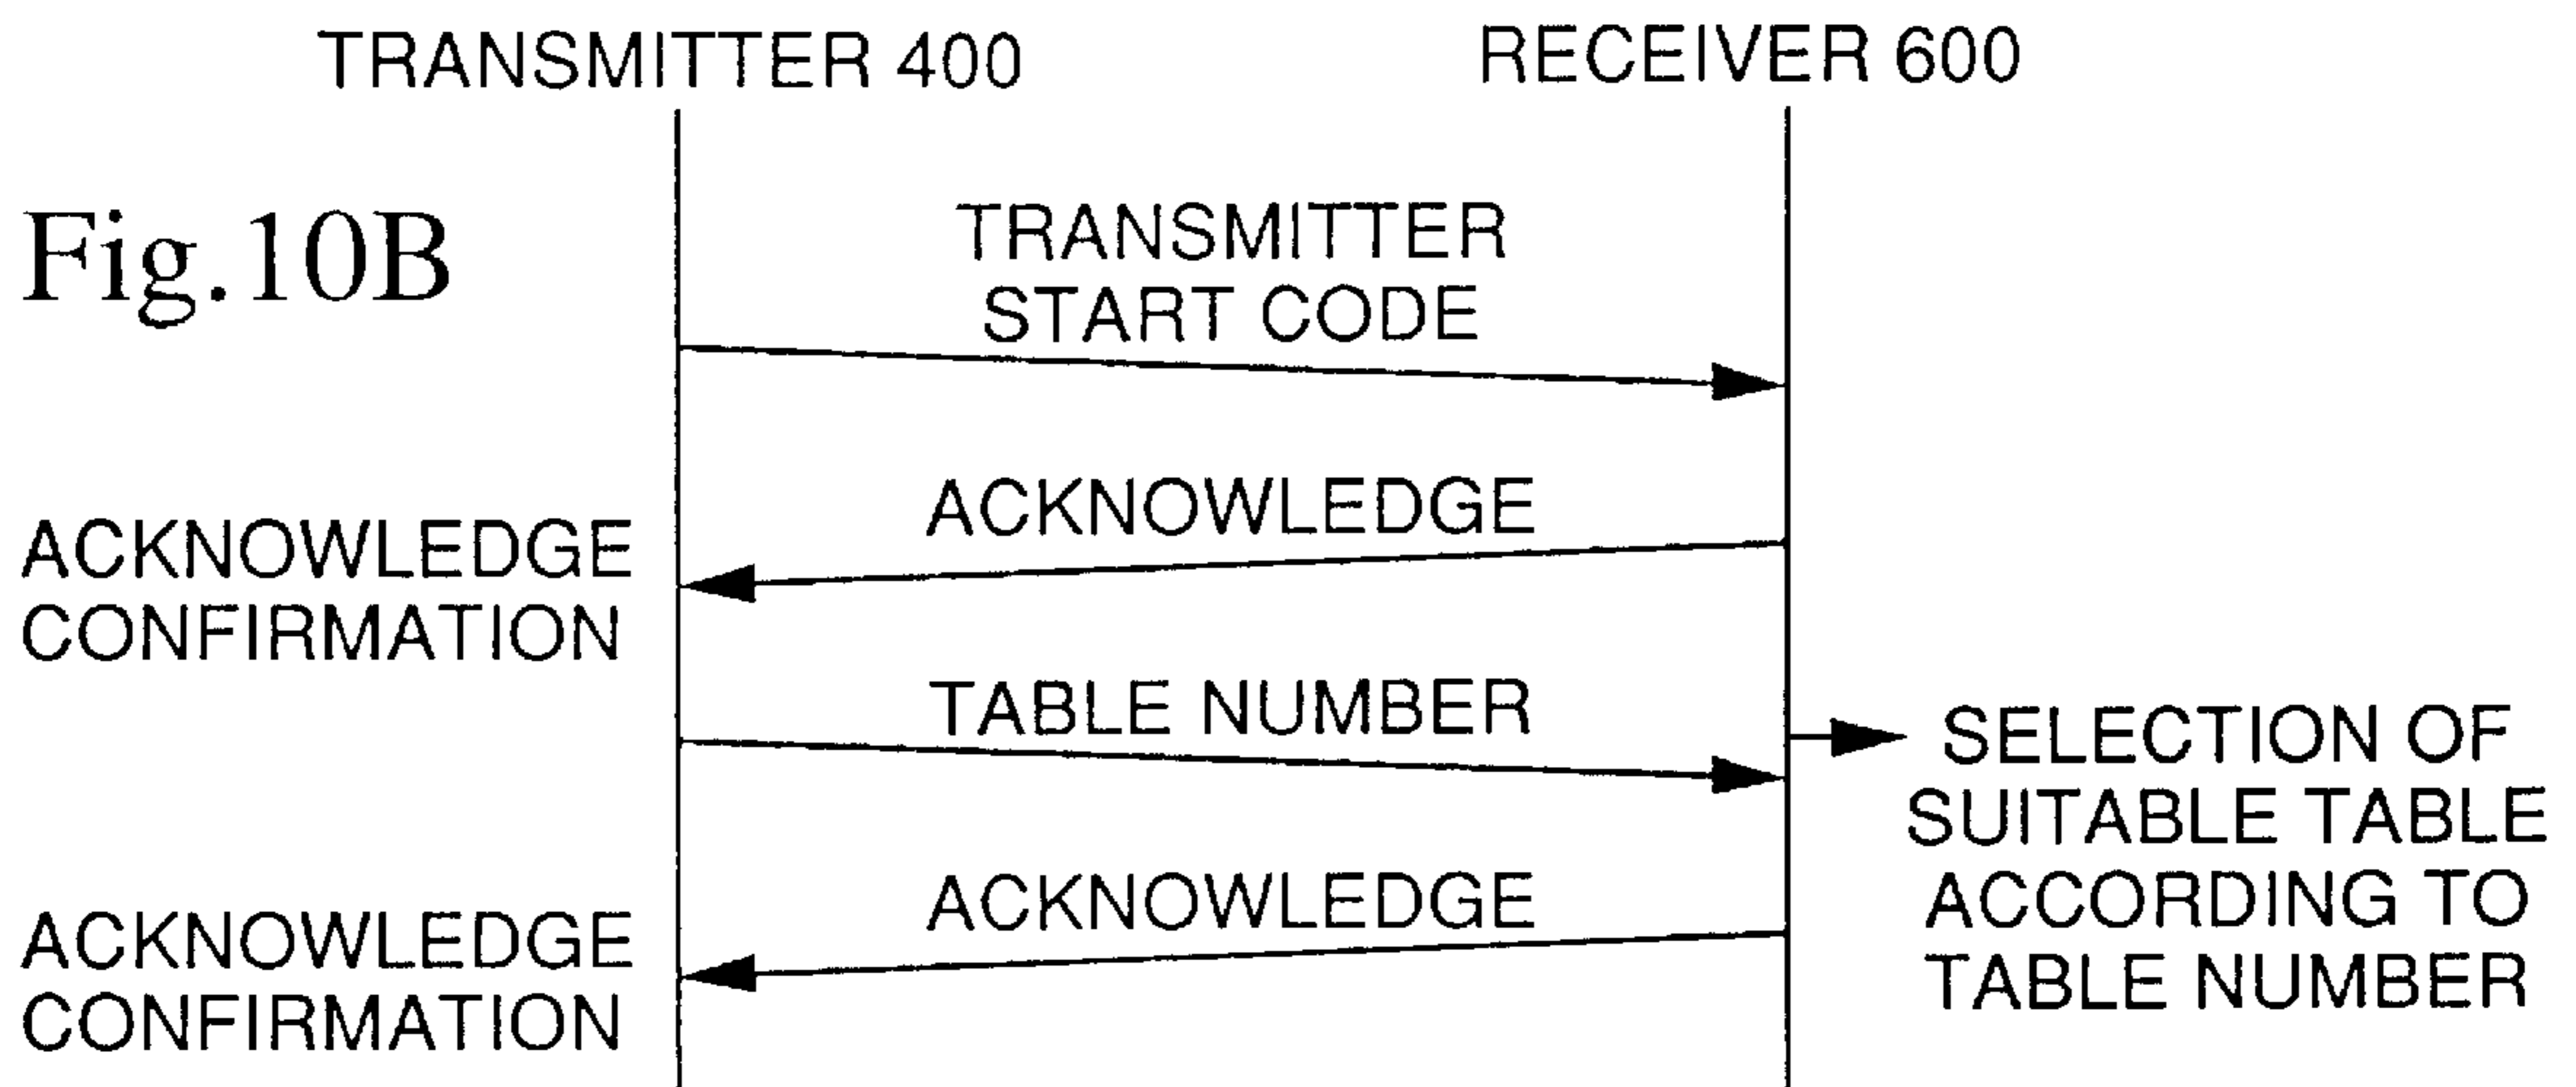 TRANSMITTER 400
RECEIVER 600
Fig.10B
TRANSMITTER
START CODE
ACKNOWLEDGE
ACKNOWLEDGE
CONFIRMATION
TABLE NUMBER
SELECTION OF
SUITABLE TABLE
ACCORDING TO
TABLE NUMBER
ACKNOWLEDGE
ACKNOWLEDGE
CONFIRMATION